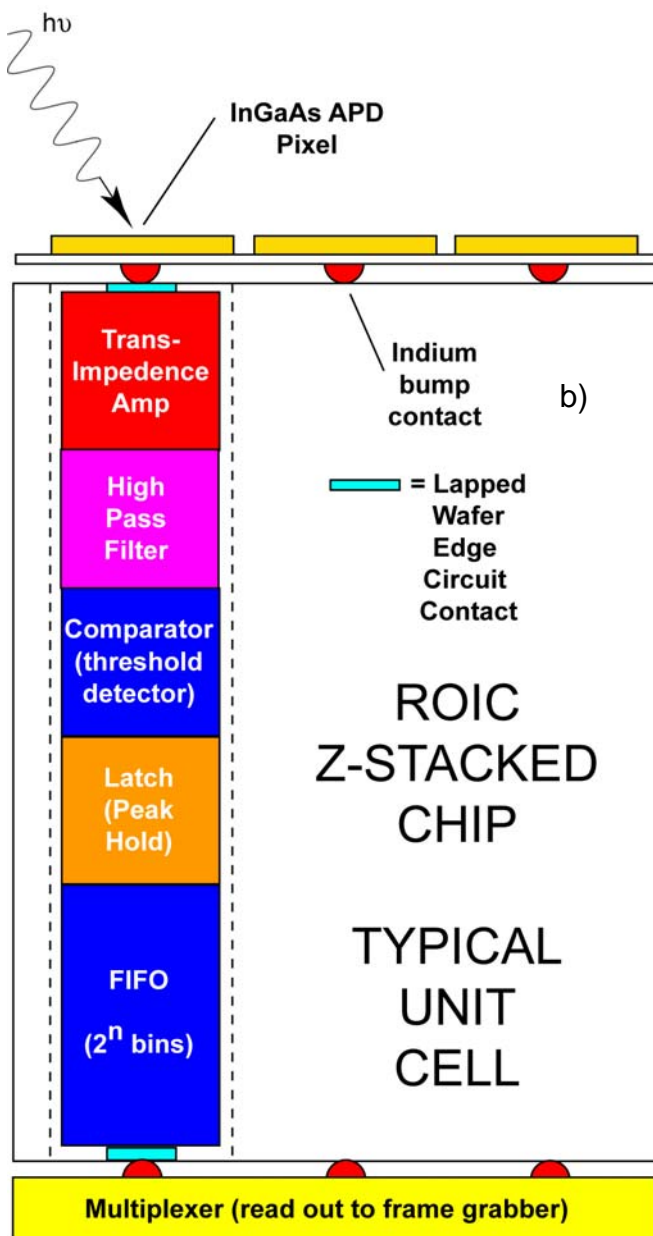 hυ
InGaAs APD
Pixel
Trans-
Impedence
Amp
Indium
bump
contact
b)
High
Pass
Filter
= Lapped
Wafer
Edge
Circuit
Contact
Comparator
(threshold
detector)
ROIC
Z-STACKED
CHIP
Latch
(Peak
Hold)
FIFO
(2^n bins)
TYPICAL
UNIT
CELL
Multiplexer (read out to frame grabber)